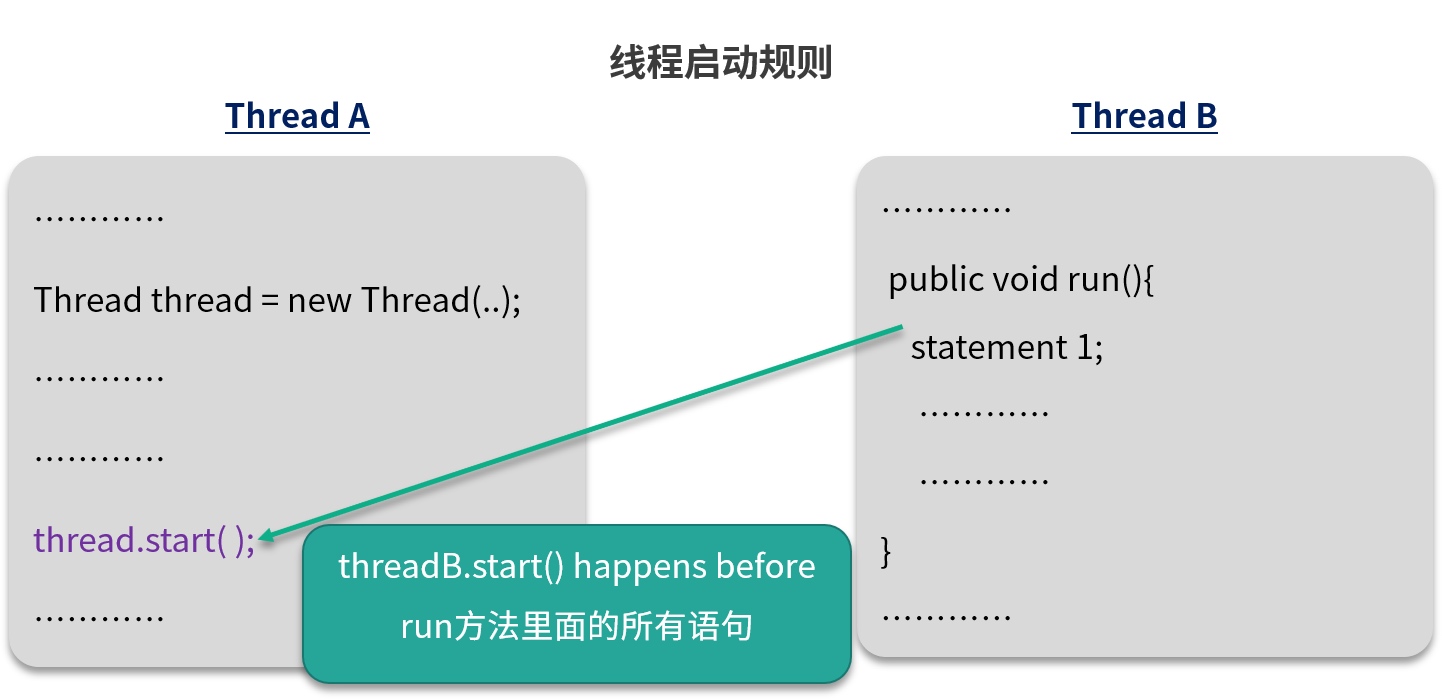 线程启动规则
Thread A
…………
Thread thread = new Thread(..);
…………
…………
thread.start( );
…………
Thread B
…………
public void run(){
statement 1;
…………
…………
}
…………
threadB.start() happens before
run方法里面的所有语句